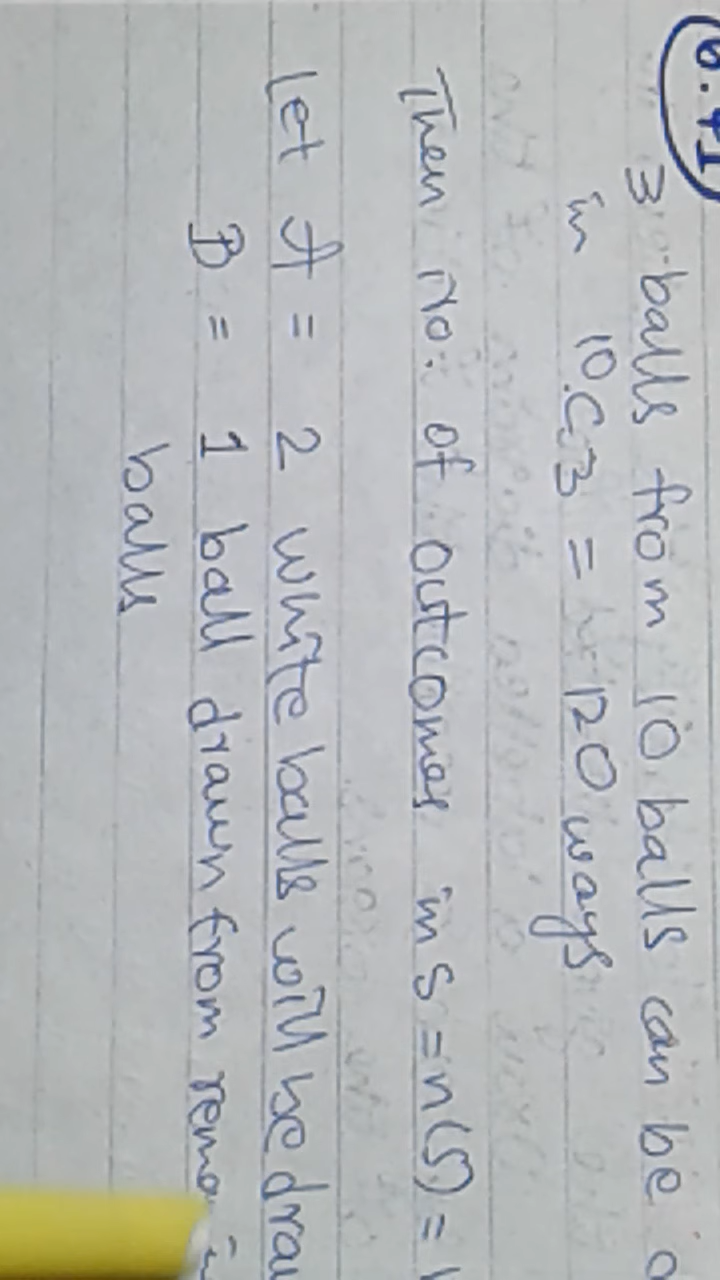 3 balls from 10 balls can be
in 10C3 = 120 ways
Then No: of outcomes in S = n(S) =
Let A = 2 white balls will be
B = 1 ball drawn from
balls